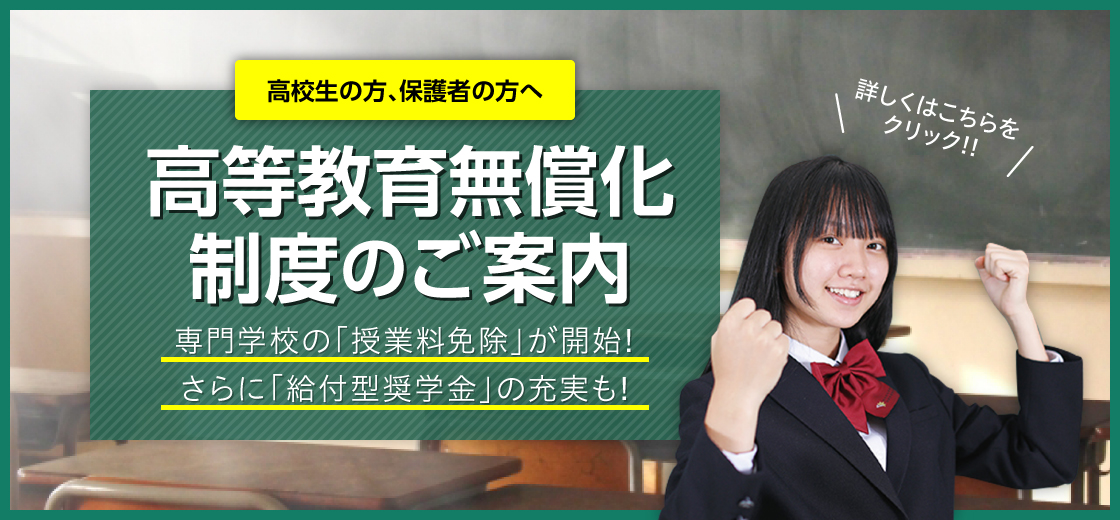 高校生の方、保護者の方へ
高等教育無償化
制度のご案内
専門学校の「授業料免除」が開始!
さらに「給付型奨学金」の充実も!
詳しくはこちらを
クリック!!